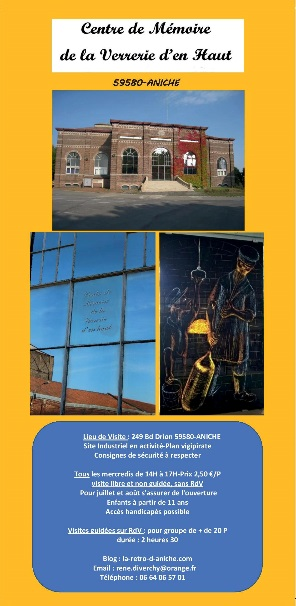 Centre de Mémoire
de la Verrerie d'en Haut
59580-ANICHE
Lieu de Visite : 249 Bd Drion 59580-ANICHE
Site Industriel en activité-Plan vigipirate
Consignes de sécurité à respecter
Tous les mercredis de 14H à 17H-Prix 2,50 €/P
visite libre et non guidée, sans RdV
Pour juillet et août s'assurer de l'ouverture
Enfants à partir de 11 ans
Accès handicapés possible
Visites guidées sur RdV : pour groupe de + de 20 P
durée : 2 heures 30
Blog : la-retro-d-aniche.com
Email : rene.diverchy@orange.fr
Téléphone : 06 64 06 57 01